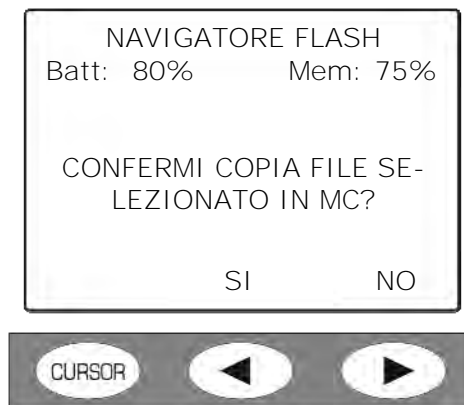 NAVIGATORE FLASH
Batt: 80% Mem: 75%
CONFERMI COPIA FILE SE-
LEZIONATO IN MC?
SI NO
CURSOR